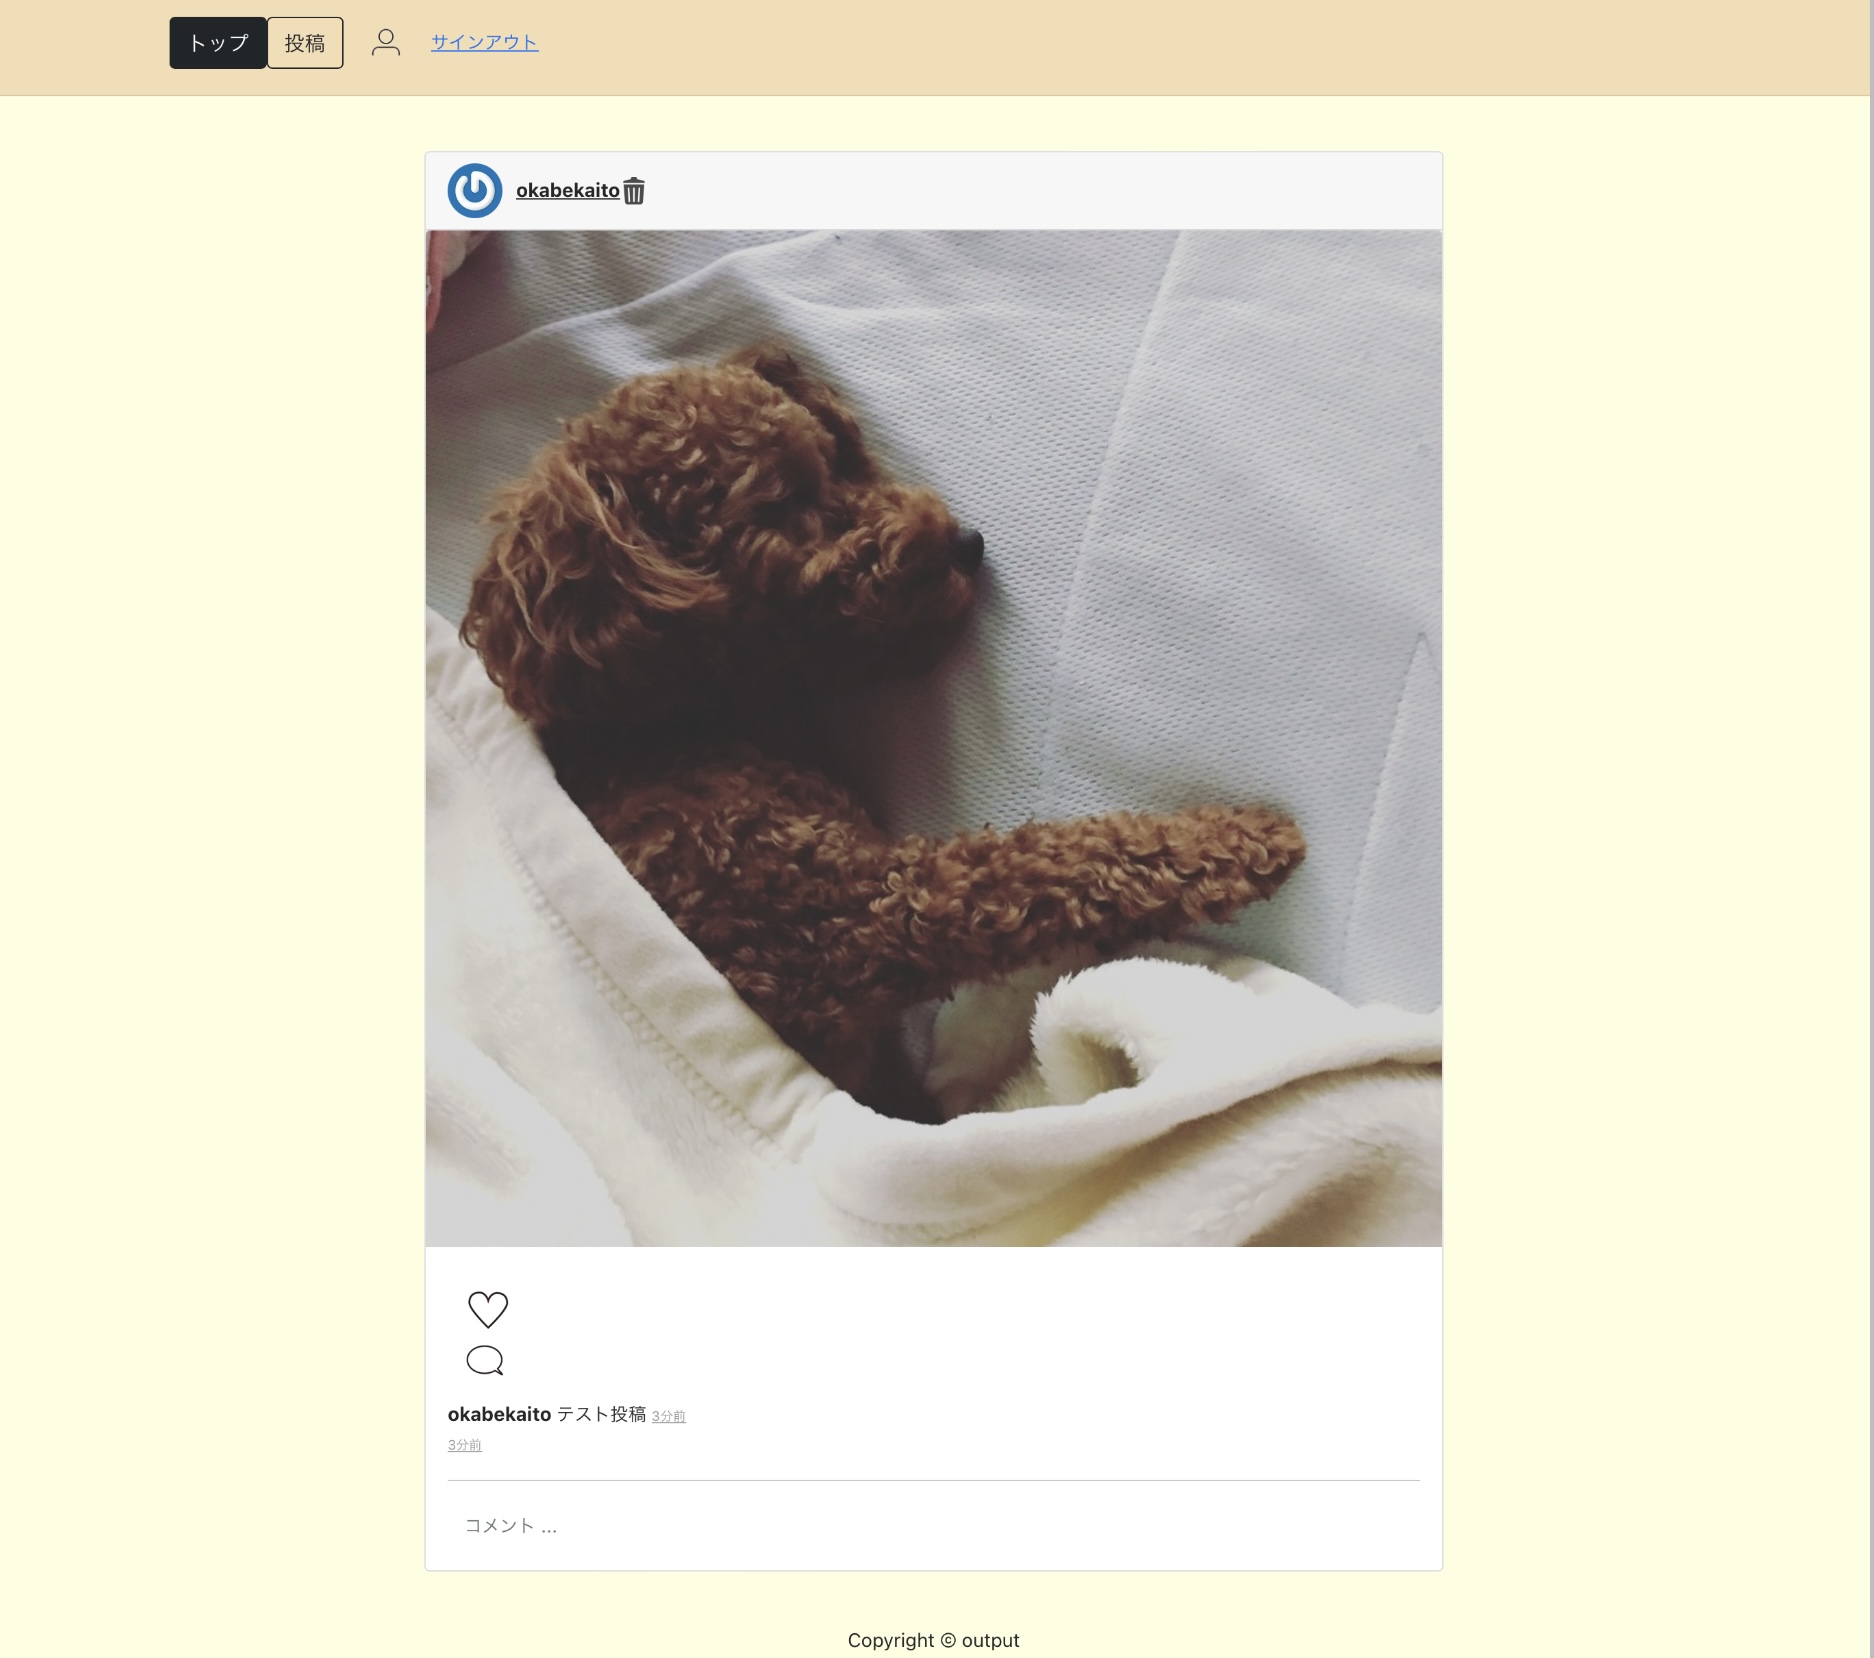 トップ 投稿 サインアウト
okabekaito
okabekaito テスト投稿 3分前
3分前
コメント ...
Copyright © output